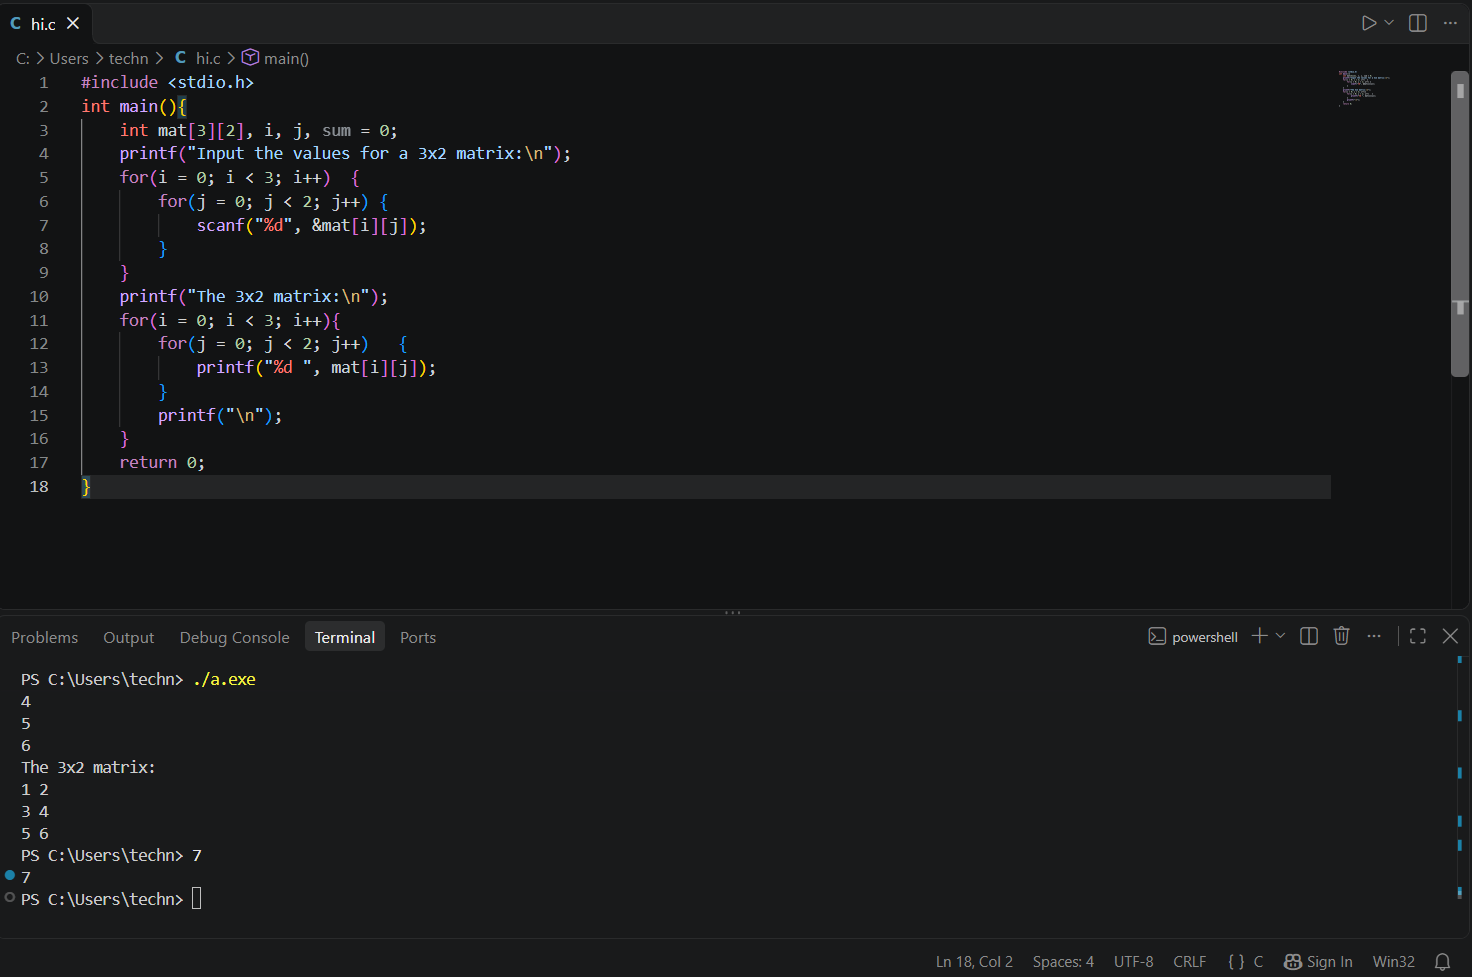 C hi.c
C: > Users > techn > C hi.c > main()
1 #include <stdio.h>
2 int main(){
3     int mat[3][2], i, j, sum = 0;
4     printf("Input the values for a 3x2 matrix:\n");
5     for(i = 0; i < 3; i++)  {
6         for(j = 0; j < 2; j++) {
7             scanf("%d", &mat[i][j]);
8         }
9     }
10     printf("The 3x2 matrix:\n");
11     for(i = 0; i < 3; i++){
12         for(j = 0; j < 2; j++)   {
13             printf("%d ", mat[i][j]);
14         }
15         printf("\n");
16     }
17     return 0;
18 }
Problems Output Debug Console Terminal Ports powershell
PS C:\Users\techn> ./a.exe
4
5
6
The 3x2 matrix:
1 2
3 4
5 6
PS C:\Users\techn> 7
7
PS C:\Users\techn>
Ln 18, Col 2 Spaces: 4 UTF-8 CRLF { } C Sign In Win32